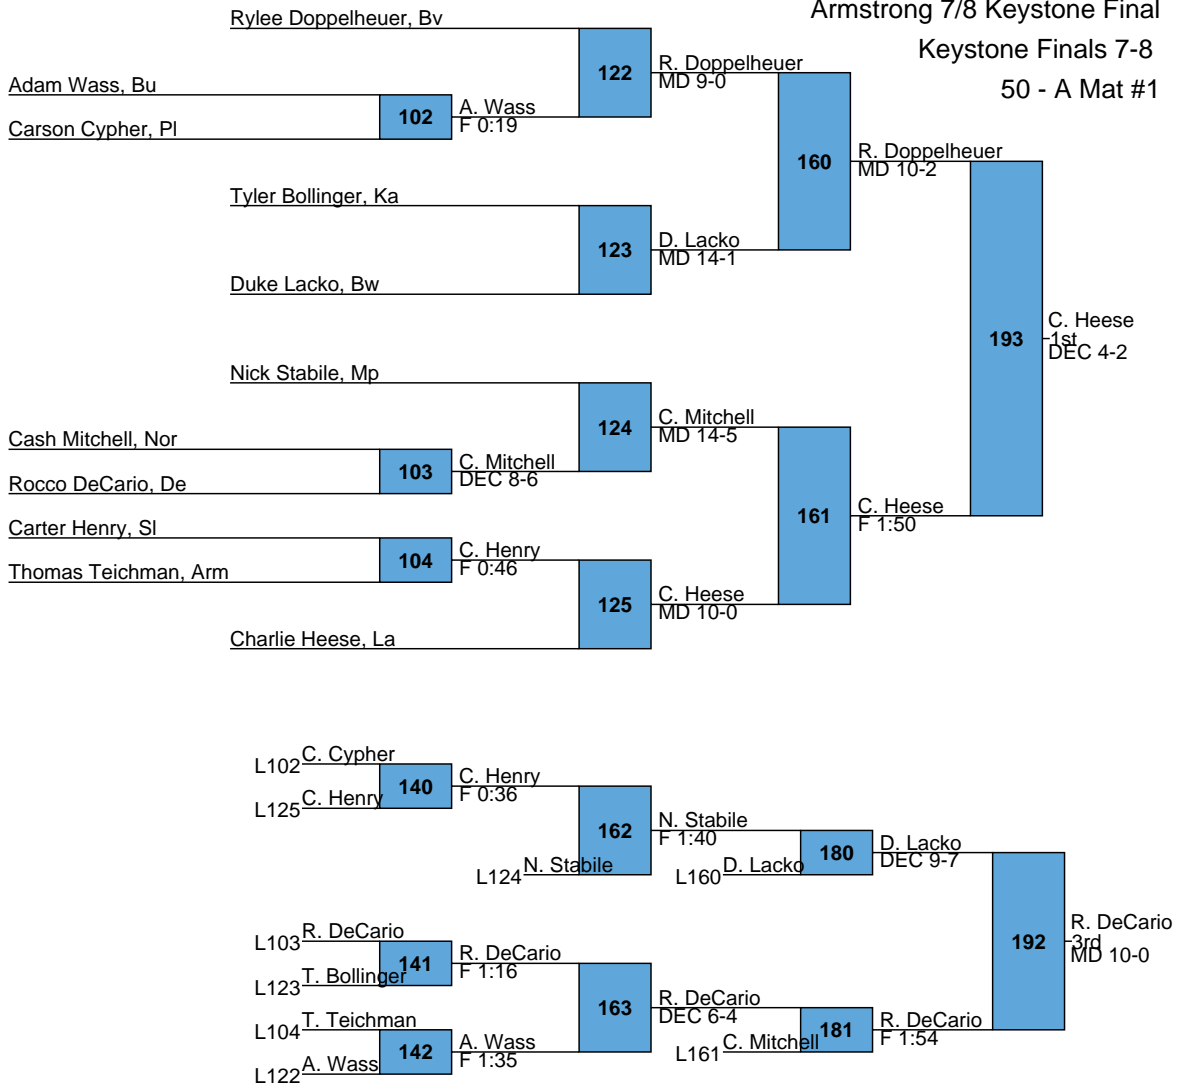 Armstrong 7/8 Keystone Final
Keystone Finals 7-8
50 - A Mat #1
Rylee Doppelheuer, Bv
122
R. Doppelheuer
MD 9-0
Adam Wass, Bu
102
A. Wass
F 0:19
Carson Cypher, Pl
160
R. Doppelheuer
MD 10-2
Tyler Bollinger, Ka
123
D. Lacko
MD 14-1
Duke Lacko, Bw
193
C. Heese
1st
DEC 4-2
Nick Stabile, Mp
124
C. Mitchell
MD 14-5
Cash Mitchell, Nor
103
C. Mitchell
DEC 8-6
Rocco DeCario, De
161
C. Heese
F 1:50
Carter Henry, Sl
104
C. Henry
F 0:46
Thomas Teichman, Arm
125
C. Heese
MD 10-0
Charlie Heese, La
L102 C. Cypher
140
C. Henry
F 0:36
L125 C. Henry
162
N. Stabile
F 1:40
L124 N. Stabile
180
D. Lacko
DEC 9-7
L160 D. Lacko
192
R. DeCario
3rd
MD 10-0
L103 R. DeCario
141
R. DeCario
F 1:16
L123 T. Bollinger
163
R. DeCario
DEC 6-4
L104 T. Teichman
142
A. Wass
F 1:35
L122 A. Wass
181
R. DeCario
F 1:54
L161 C. Mitchell